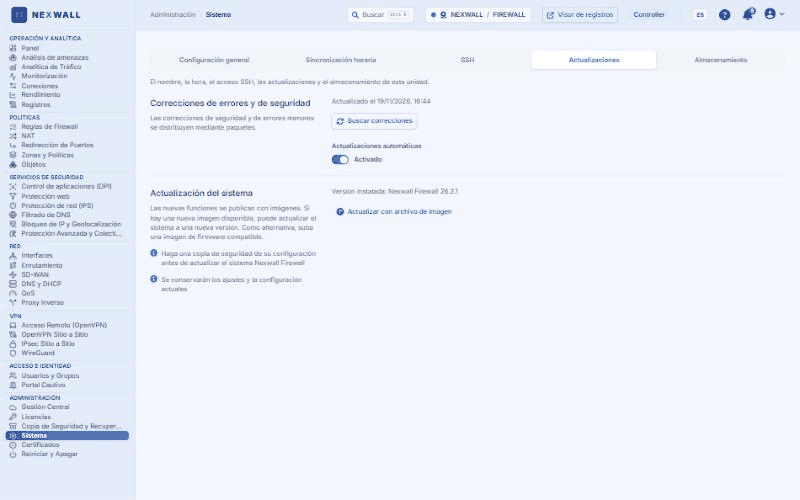 NEXWALL
Administración › Sistema
Buscar Ctrl K
NEXWALL / FIREWALL
Visor de registros
Controller
ES
OPERACIÓN Y ANALÍTICA
Panel
Análisis de amenazas
Analítica de Tráfico
Monitorización
Conexiones
Rendimiento
Registros
POLÍTICAS
Reglas de Firewall
NAT
Redirección de Puertos
Zonas y Políticas
Objetos
SERVICIOS DE SEGURIDAD
Control de aplicaciones (DPI)
Protección web
Protección de red (IPS)
Filtrado de DNS
Bloqueo de IP y Geolocalización
Protección Avanzada y Colecti...
RED
Interfaces
Enrutamiento
SD-WAN
DNS y DHCP
QoS
Proxy Inverso
VPN
Acceso Remoto (OpenVPN)
OpenVPN Sitio a Sitio
IPsec Sitio a Sitio
WireGuard
ACCESO E IDENTIDAD
Usuarios y Grupos
Portal Cautivo
ADMINISTRACIÓN
Gestión Central
Licencias
Copia de Seguridad y Recuper...
Sistema
Certificados
Reiniciar y Apagar
Configuración general
Sincronización horaria
SSH
Actualizaciones
Almacenamiento
El nombre, la hora, el acceso SSH, las actualizaciones y el almacenamiento de esta unidad.
Correcciones de errores y de seguridad
Las correcciones de seguridad y de errores menores
se distribuyen mediante paquetes.
Actualizado el 19/11/2026, 16:44
Buscar correcciones
Actualizaciones automáticas
Activado
Actualización del sistema
Las nuevas funciones se publican con imágenes. Si
hay una nueva imagen disponible, puede actualizar el
sistema a una nueva versión. Como alternativa, suba
una imagen de firmware compatible.
Haga una copia de seguridad de su configuración
antes de actualizar el sistema Nexwall Firewall
Se conservarán los ajustes y la configuración
actuales
Versión instalada: Nexwall Firewall 26.2.1
Actualizar con archivo de imagen